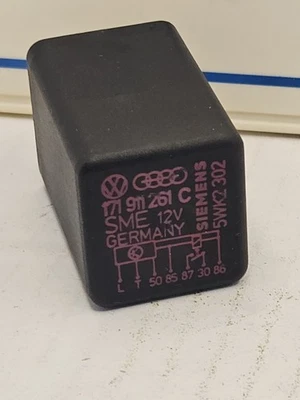 171 911 261 C
SME 12V
GERMANY
SIEMENS
5WK2 302
L T 50 85 87 30 86